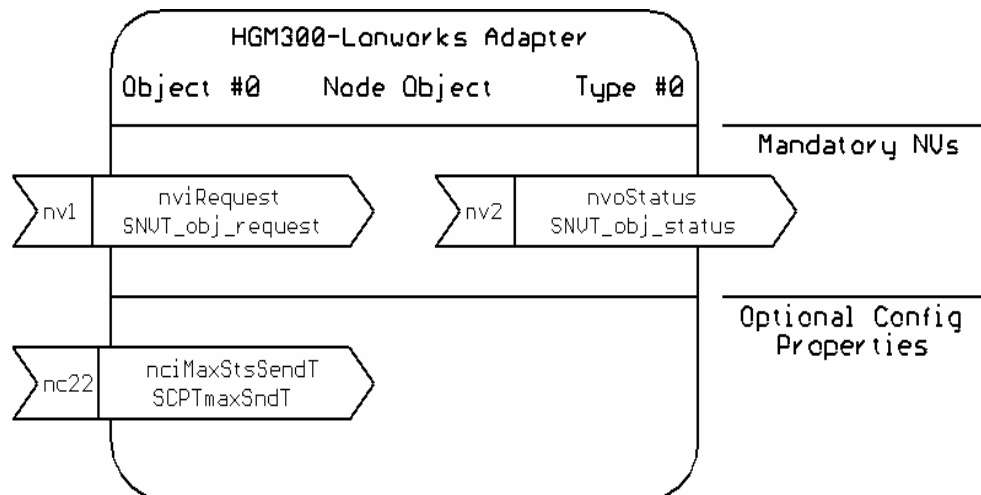 HGM300-Lonworks Adapter
Object #0 Node Object Type #0
Mandatory NVs
nv1 nviRequest nv2 nvoStatus
SNVT_obj_request SNVT_obj_status
Optional Config
Properties
nc22 nciMaxStsSendT
SCPTmaxSndT